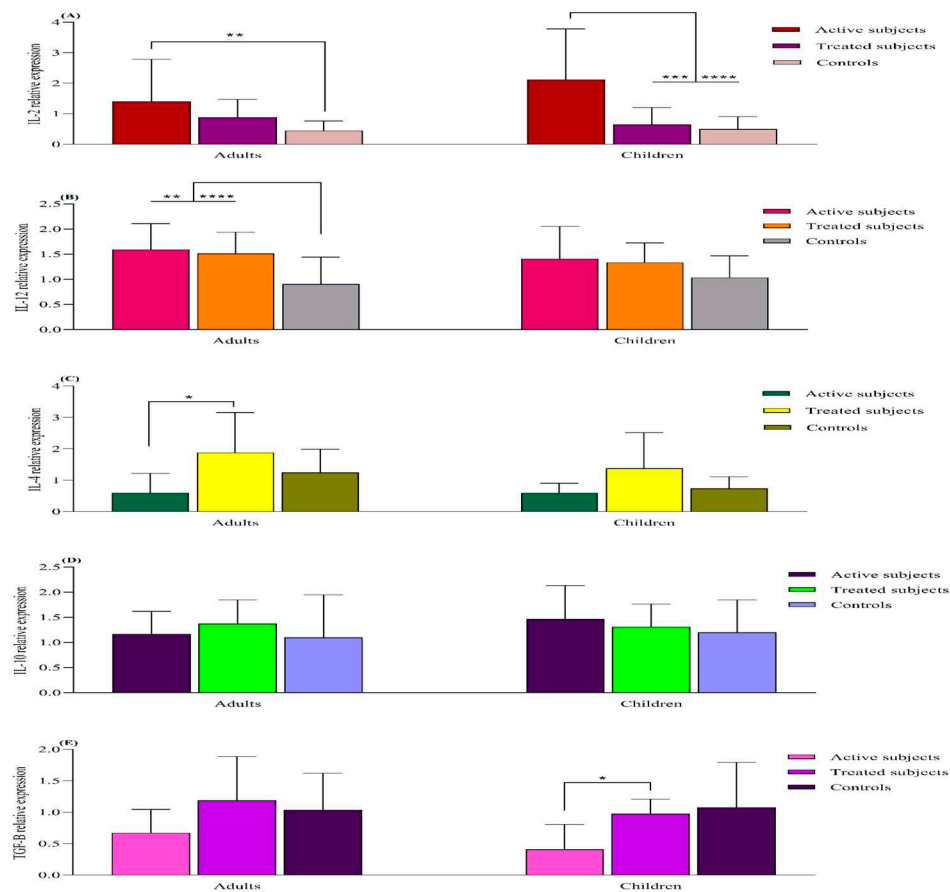 (A)
IL-2 relative expression
4
3
2
1
0
**
*** ****
Adults
Children
Active subjects
Treated subjects
Controls
(B)
IL-12 relative expression
2.5
2.0
1.5
1.0
0.5
0.0
** ****
Adults
Children
Active subjects
Treated subjects
Controls
(C)
IL-4 relative expression
4
3
2
1
0
*
Adults
Children
Active subjects
Treated subjects
Controls
(D)
IL-10 relative expression
2.5
2.0
1.5
1.0
0.5
0.0
Adults
Children
Active subjects
Treated subjects
Controls
(E)
TGF-B relative expression
2.0
1.5
1.0
0.5
0.0
*
Adults
Children
Active subjects
Treated subjects
Controls